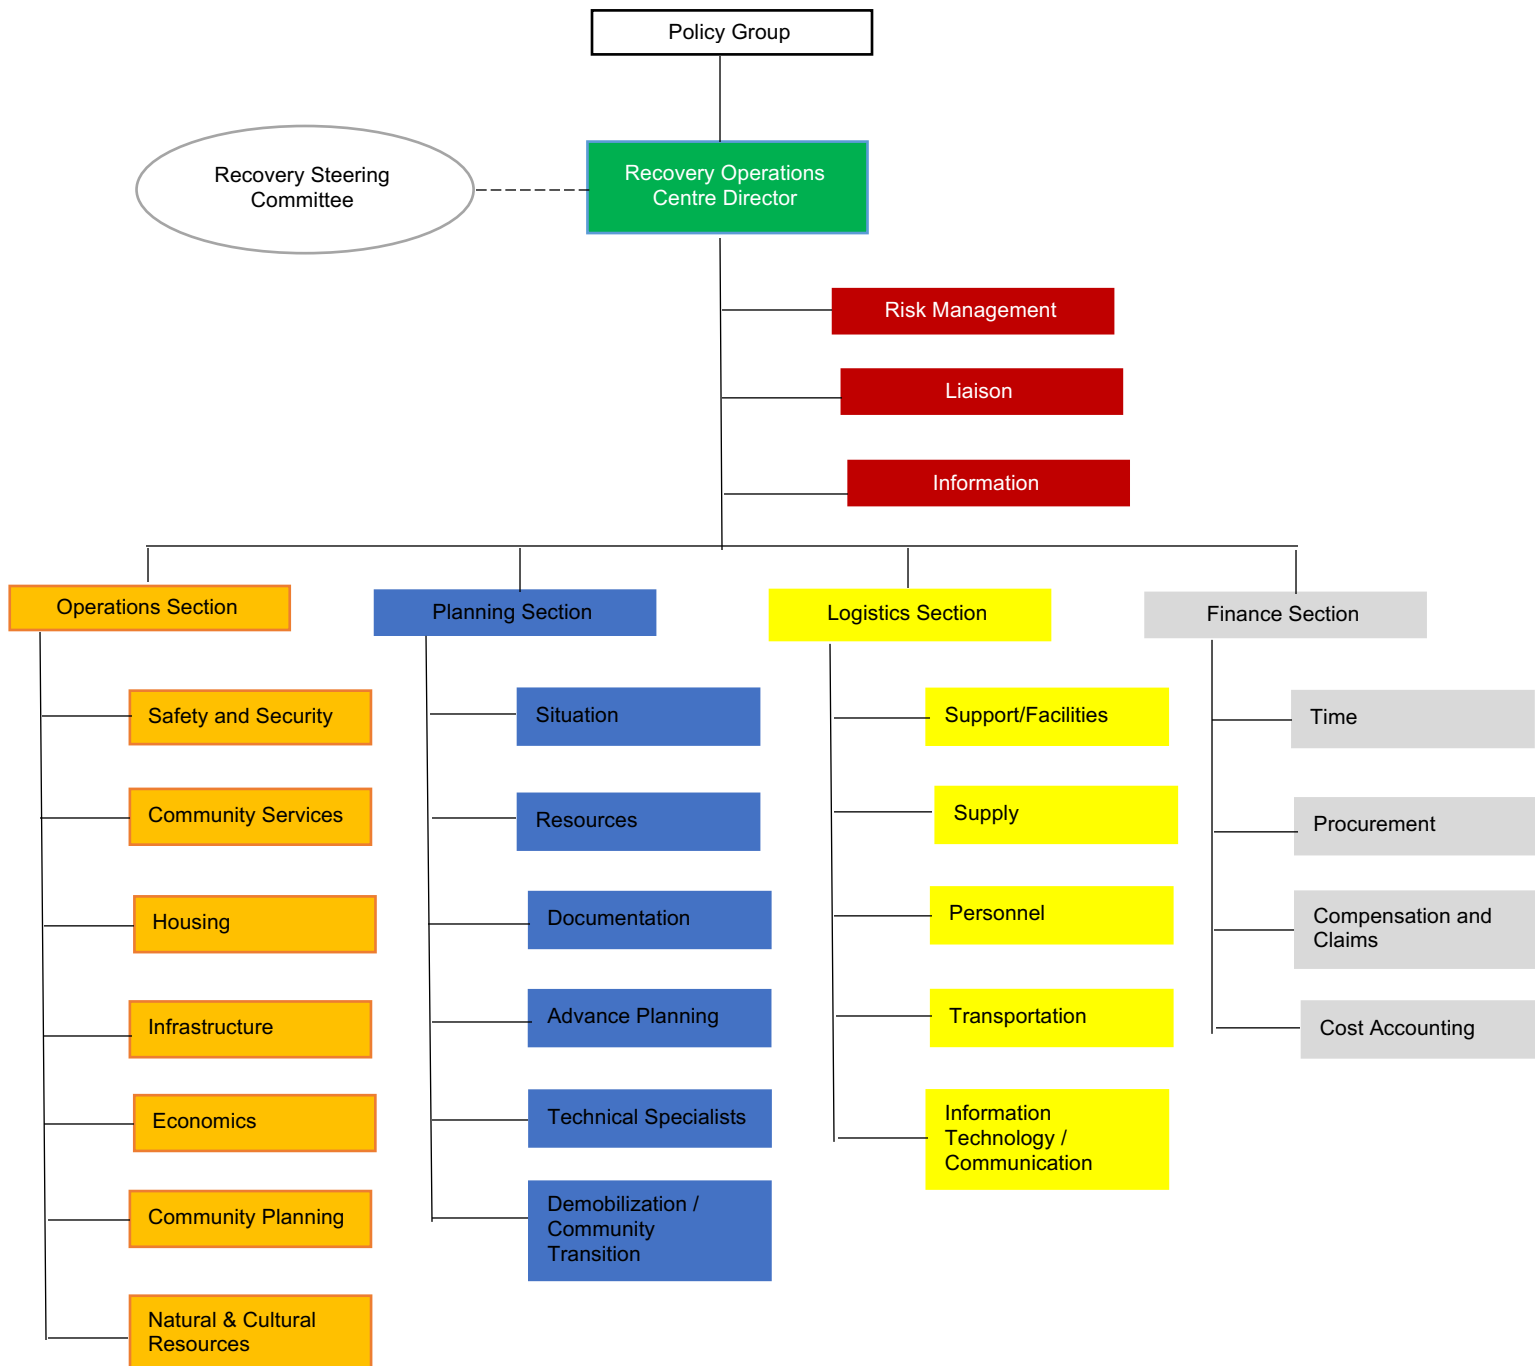 Policy Group
Recovery Steering
Committee
Recovery Operations
Centre Director
Risk Management
Liaison
Information
Operations Section
Planning Section
Logistics Section
Finance Section
Safety and Security
Community Services
Housing
Infrastructure
Economics
Community Planning
Natural & Cultural
Resources
Situation
Resources
Documentation
Advance Planning
Technical Specialists
Demobilization /
Community
Transition
Support/Facilities
Supply
Personnel
Transportation
Information
Technology /
Communication
Time
Procurement
Compensation and
Claims
Cost Accounting